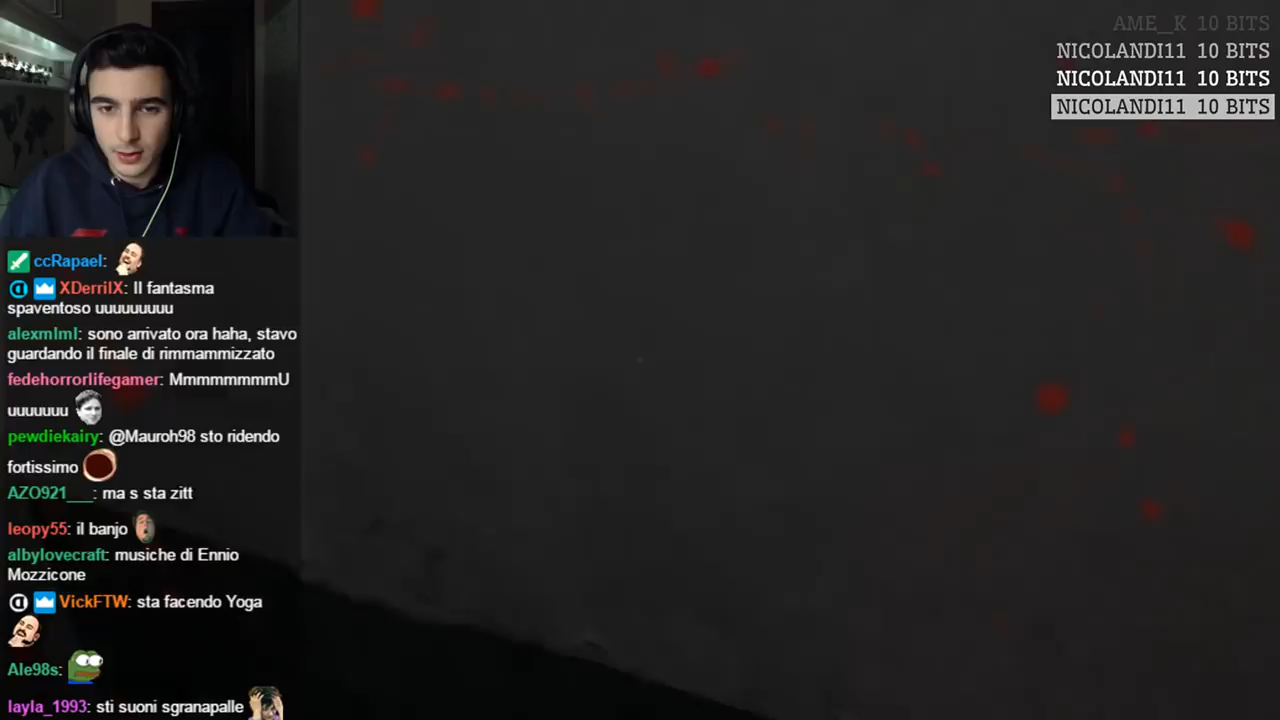 AME_K 10 BITS
NICOLANDI11 10 BITS
NICOLANDI11 10 BITS
NICOLANDI11 10 BITS
ccRapael:
XDerrilX: Il fantasma
spaventoso uuuuuuuuu
alexmlml: sono arrivato ora haha, stavo
guardando il finale di rimmammizzato
fedehorrorlifegamer: MmmmmmmmU
uuuuuuu
pewdiekairy: @Mauroh98 sto ridendo
fortissimo
AZO921___: ma s sta zitt
leopy55: il banjo
albylovecraft: musiche di Ennio
Mozzicone
VickFTW: sta facendo Yoga
Ale98s:
layla_1993: sti suoni sgranapalle